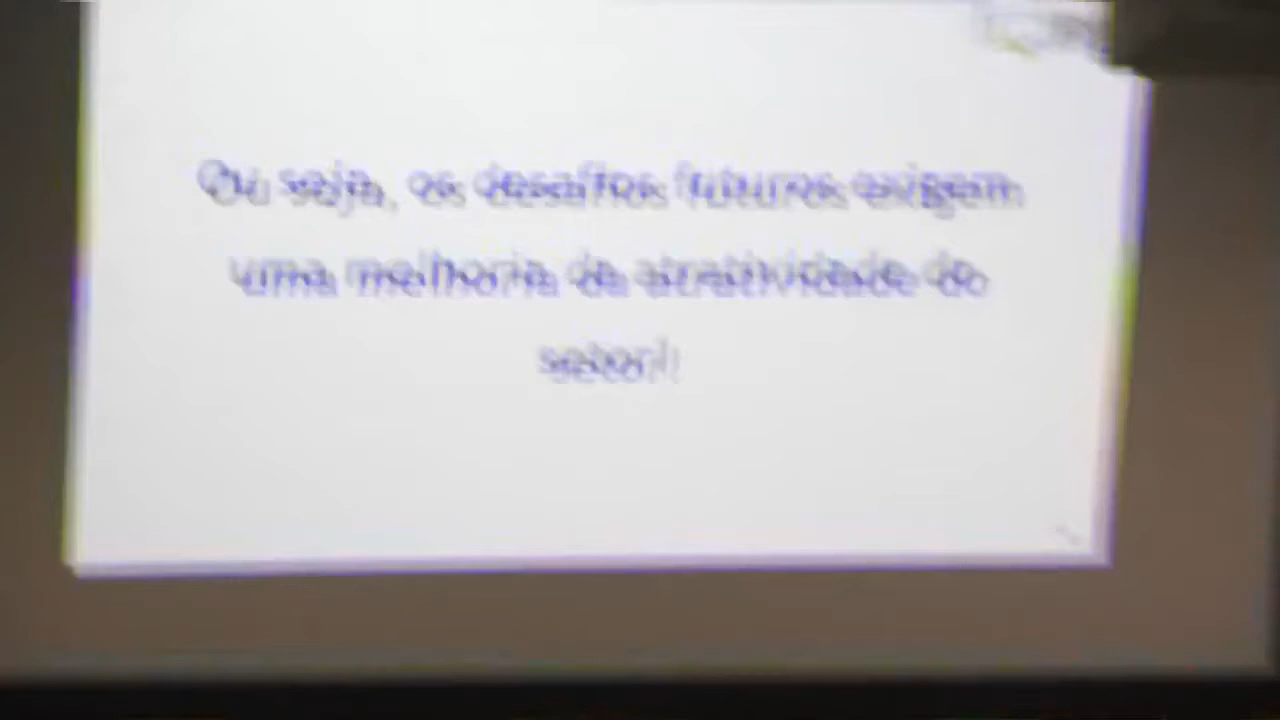 Ou seja, os desafios futuros exigem
uma melhoria da atratividade do
setor!